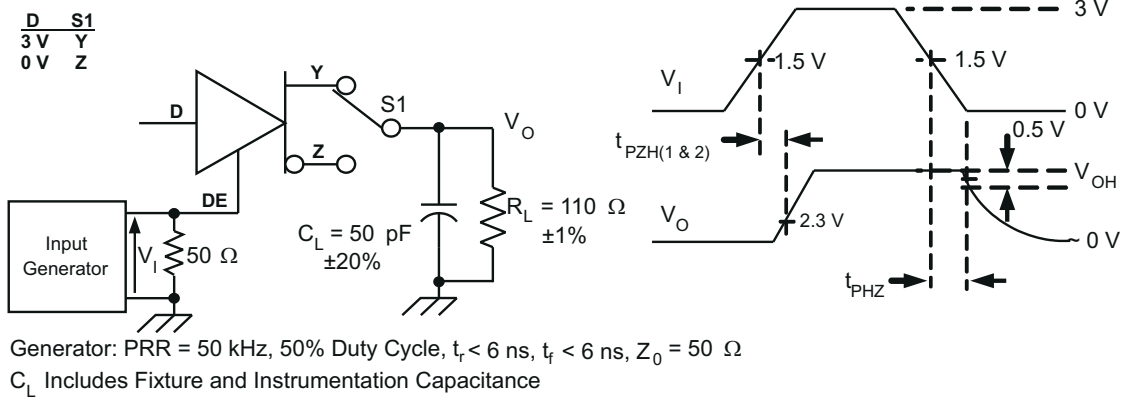 D S1
3 V Y
0 V Z
D
Y
Z
DE
S1
V_O
Input
Generator
V_I
50 Ω
C_L = 50 pF
±20%
R_L = 110 Ω
±1%
V_I
1.5 V
1.5 V
3 V
0 V
t_PZH(1 & 2)
0.5 V
V_OH
V_O
2.3 V
~ 0 V
t_PHZ
Generator: PRR = 50 kHz, 50% Duty Cycle, t_r < 6 ns, t_f < 6 ns, Z_0 = 50 Ω
C_L Includes Fixture and Instrumentation Capacitance